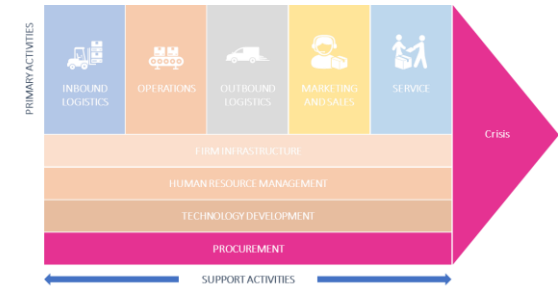 PRIMARY ACTIVITIES
INBOUND
LOGISTICS
OPERATIONS
OUTBOUND
LOGISTICS
MARKETING
AND SALES
SERVICE
Crisis
FIRM INFRASTRUCTURE
HUMAN RESOURCE MANAGEMENT
TECHNOLOGY DEVELOPMENT
PROCUREMENT
SUPPORT ACTIVITIES